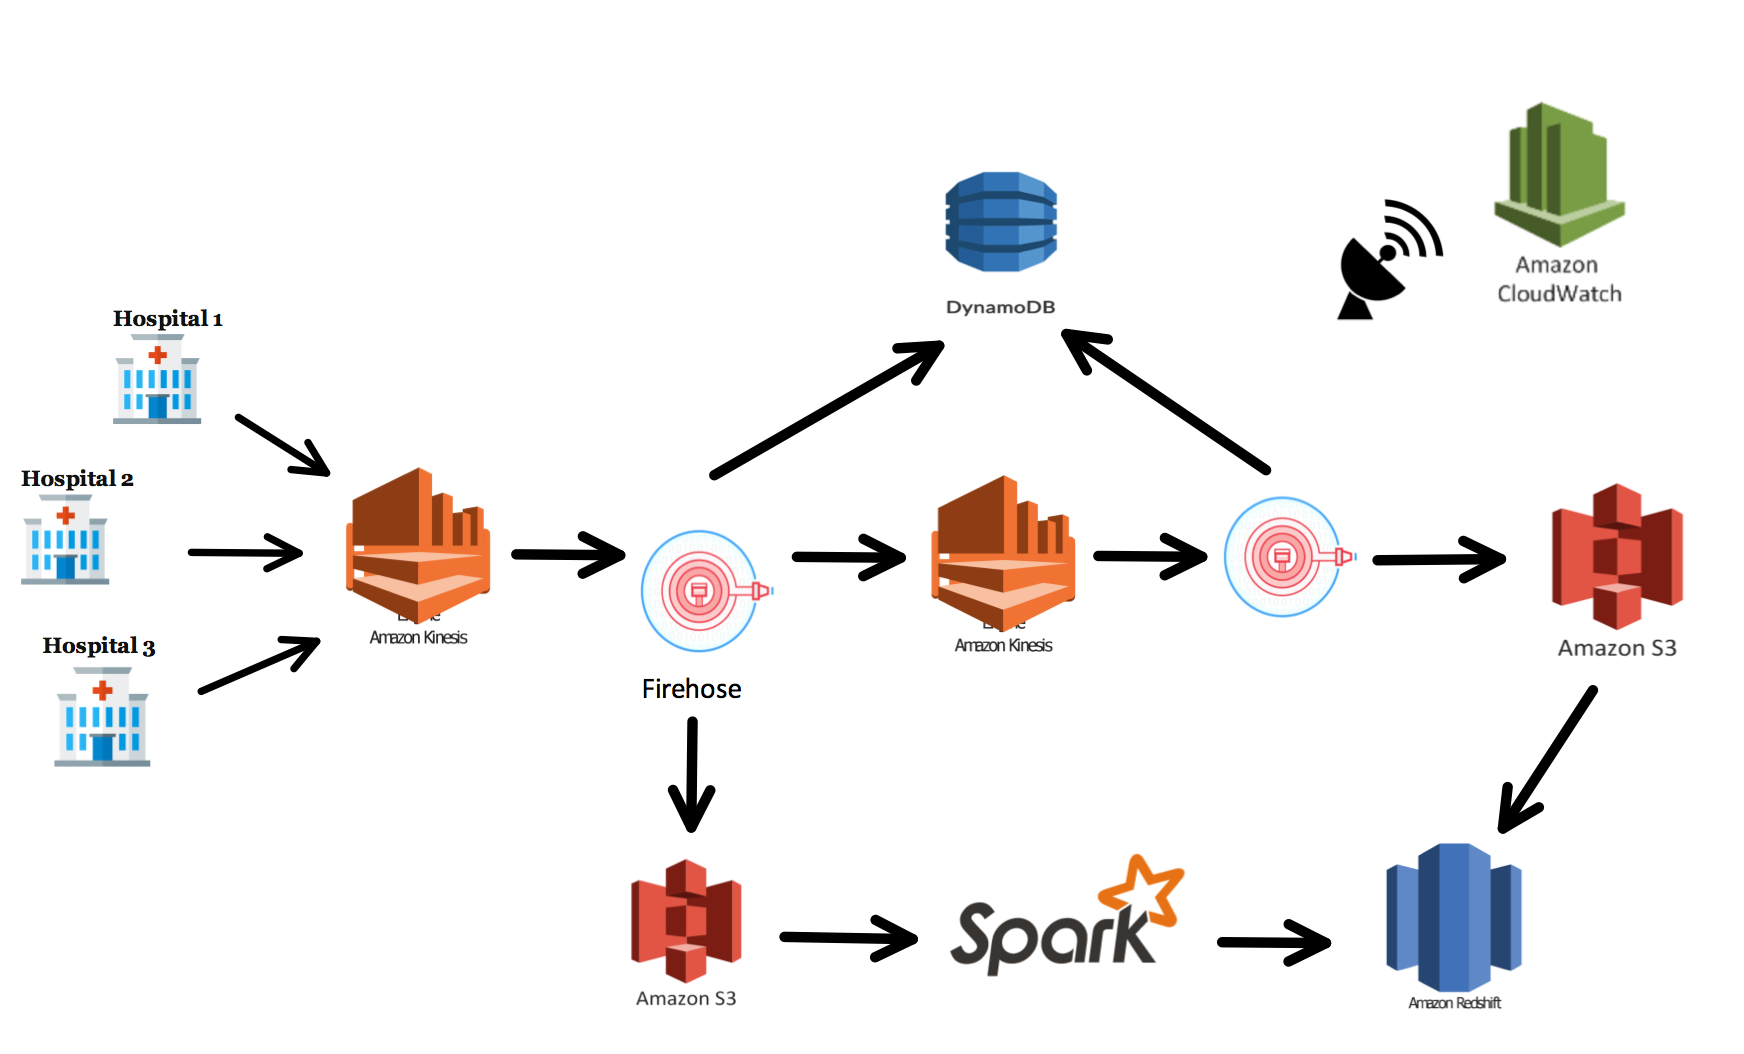 Amazon
CloudWatch
DynamoDB
Hospital 1
Hospital 2
Hospital 3
Amazon Kinesis
Amazon Kinesis
Firehose
Amazon S3
Spark
Amazon S3
Amazon Redshift